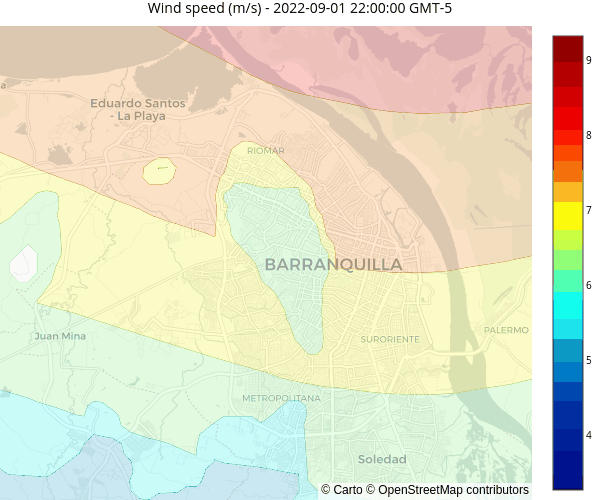 Wind speed (m/s) - 2022-09-01 22:00:00 GMT-5
a
Eduardo Santos
- La Playa
RIOMAR
BARRANQUILLA
Juan Mina
SURORIENTE
PALERMO
METROPOLITANA
Soledad
© Carto © OpenStreetMap contributors
9
8
7
6
5
4